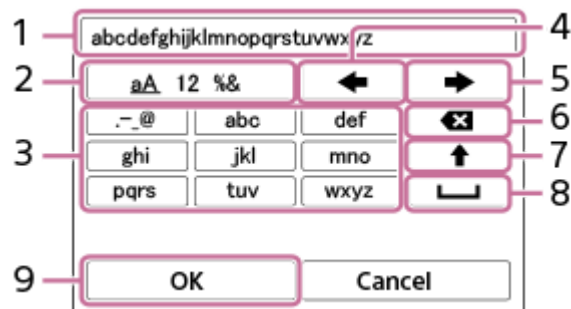 1 abcdefghijklmnopqrstuvwxyz 4
2 aA 12 %& 5
.-_@ abc def 6
3 ghi jkl mno 7
pqrs tuv wxyz 8
9 OK Cancel